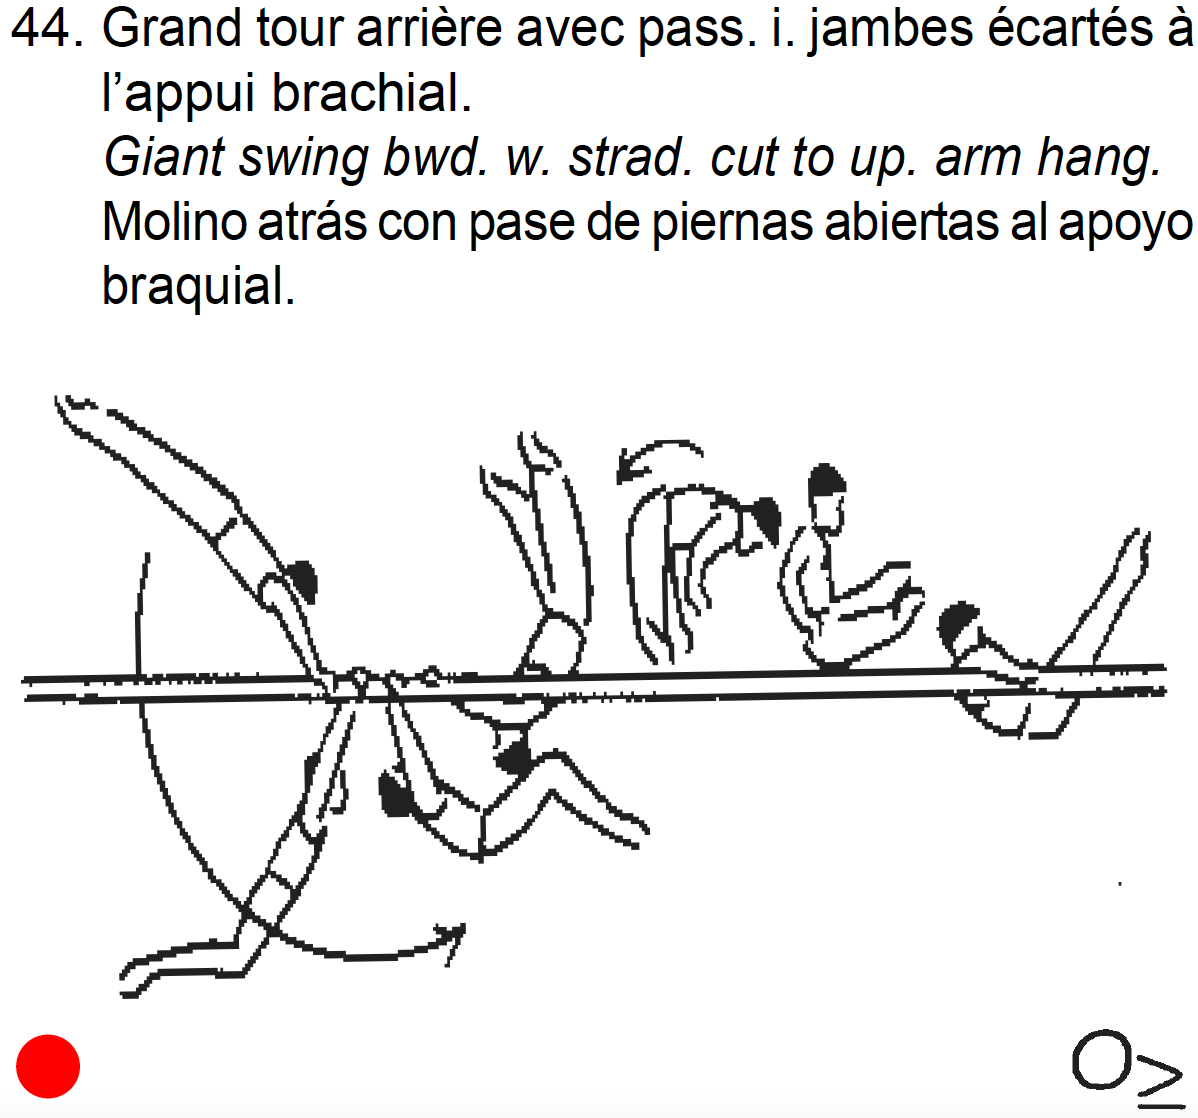 44. Grand tour arrière avec pass. i. jambes écartés à
l’appui brachial.
Giant swing bwd. w. strad. cut to up. arm hang.
Molino atrás con pase de piernas abiertas al apoyo
braquial.